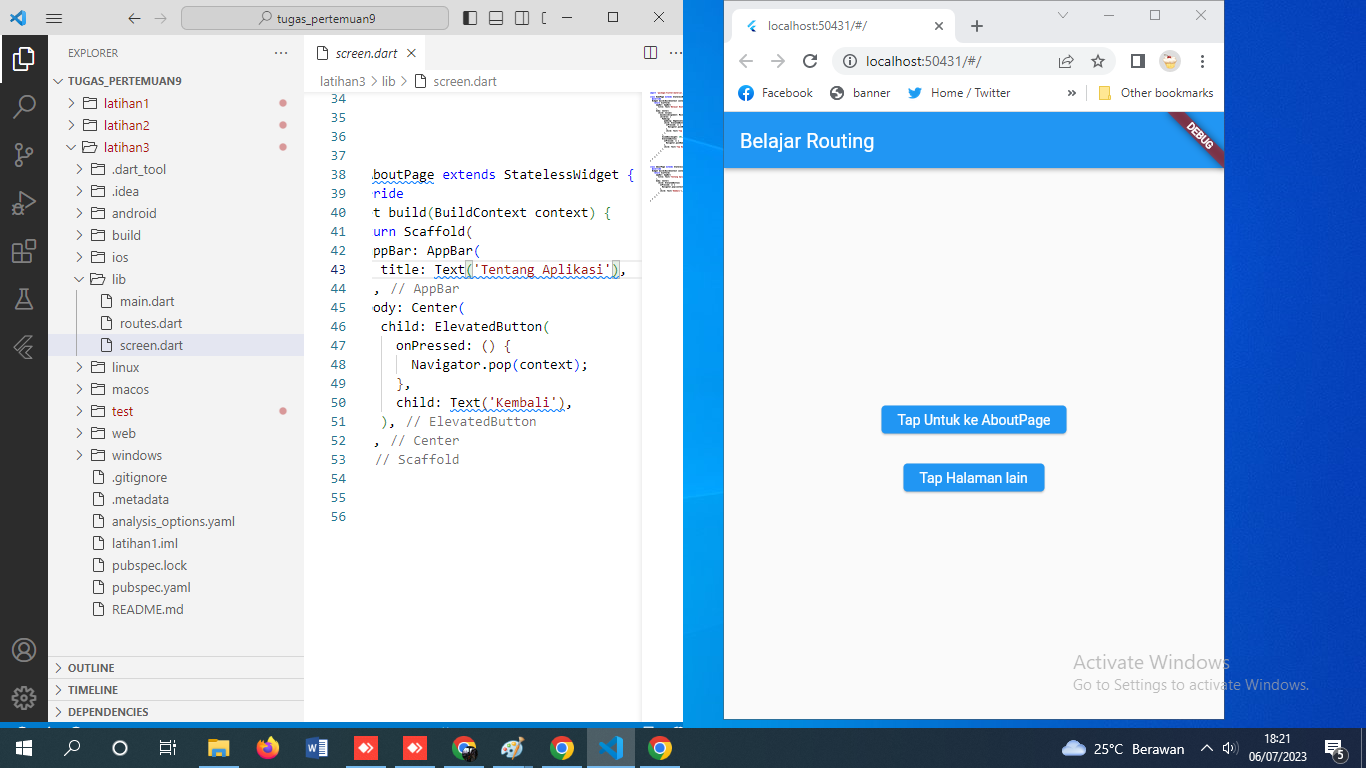 tugas_pertemuan9
EXPLORER
TUGAS_PERTEMUAN9
latihan1
latihan2
latihan3
.dart_tool
.idea
android
build
ios
lib
main.dart
routes.dart
screen.dart
linux
macos
test
web
windows
.gitignore
.metadata
analysis_options.yaml
latihan1.iml
pubspec.lock
pubspec.yaml
README.md
OUTLINE
TIMELINE
DEPENDENCIES
screen.dart
latihan3 > lib > screen.dart
34
35
36
37
38 boutPage extends StatelessWidget {
39 ride
40 t build(BuildContext context) {
41 urn Scaffold(
42 ppBar: AppBar(
43 title: Text('Tentang Aplikasi'),
44 , // AppBar
45 ody: Center(
46 child: ElevatedButton(
47 onPressed: () {
48 Navigator.pop(context);
49 },
50 child: Text('Kembali'),
51 ), // ElevatedButton
52 , // Center
53 // Scaffold
54
55
56
localhost:50431/#/
localhost:50431/#/
Facebook banner Home / Twitter » Other bookmarks
Belajar Routing
DEBUG
Tap Untuk ke AboutPage
Tap Halaman lain
Activate Windows
Go to Settings to activate Windows.
25°C Berawan
18:21
06/07/2023
5